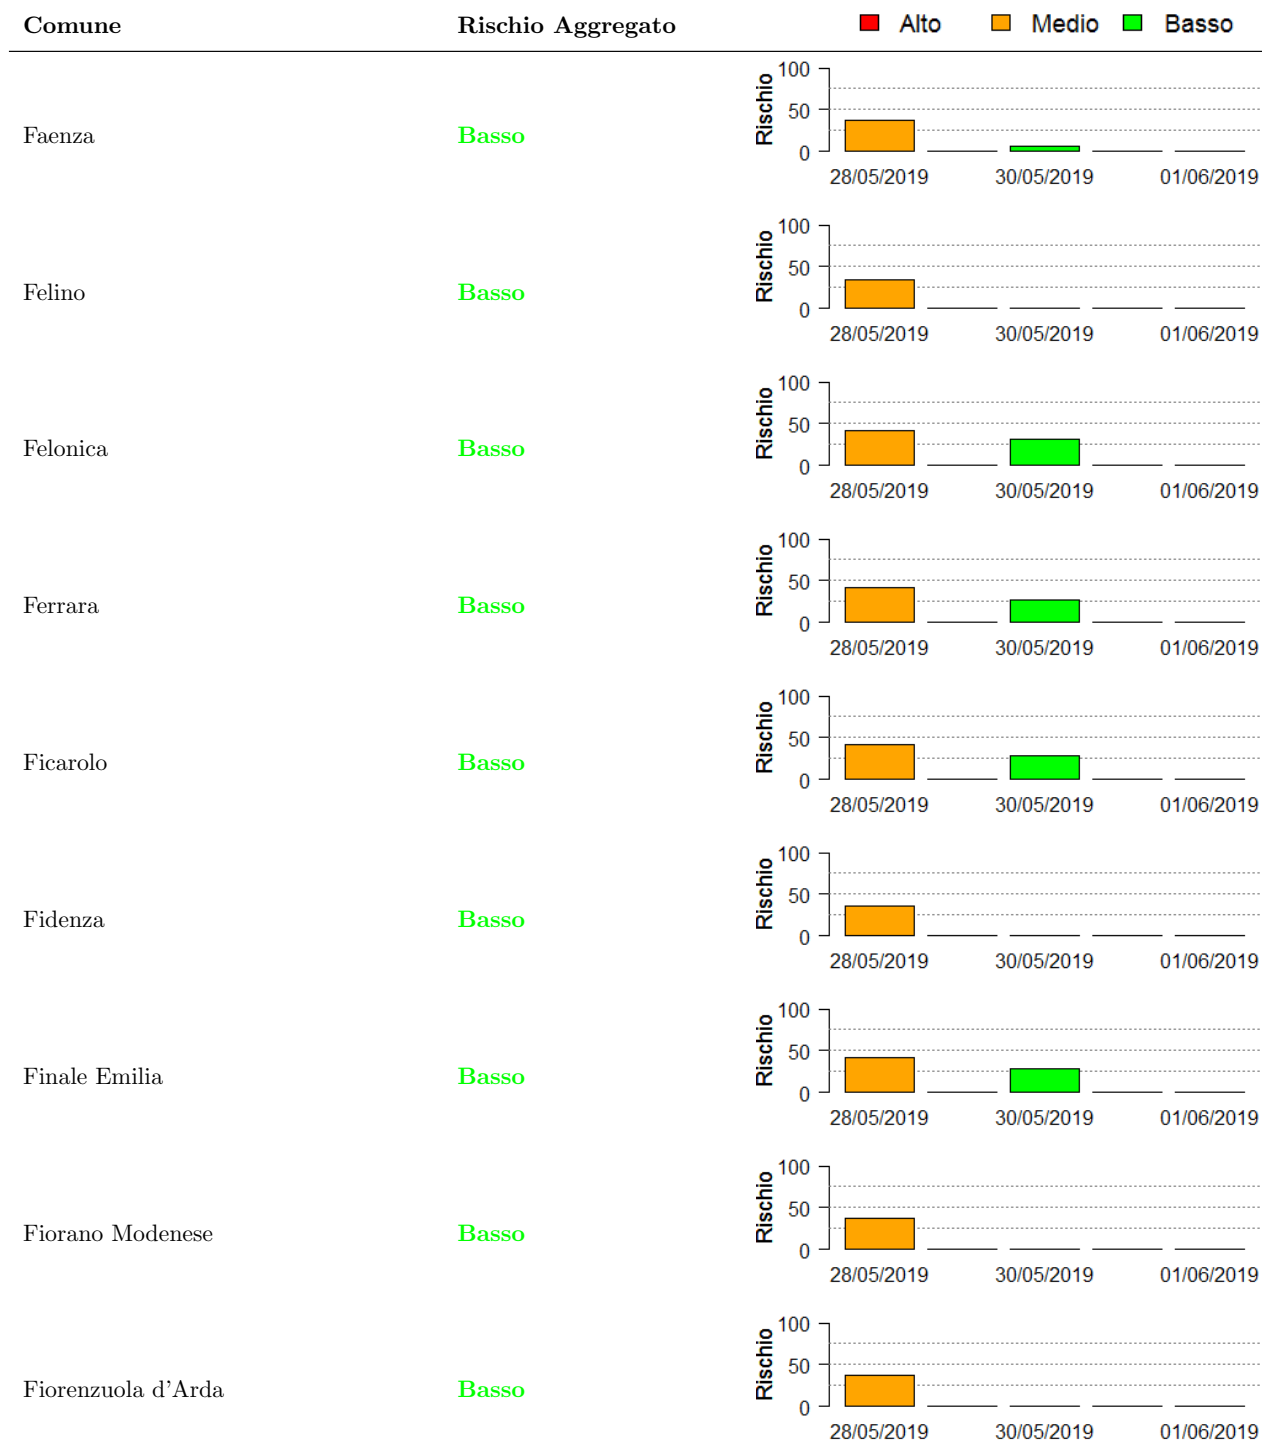 Comune Rischio Aggregato Alto Medio Basso
Faenza Basso Rischio 100 50 0
28/05/2019 30/05/2019 01/06/2019
Felino Basso Rischio 100 50 0
28/05/2019 30/05/2019 01/06/2019
Felonica Basso Rischio 100 50 0
28/05/2019 30/05/2019 01/06/2019
Ferrara Basso Rischio 100 50 0
28/05/2019 30/05/2019 01/06/2019
Ficarolo Basso Rischio 100 50 0
28/05/2019 30/05/2019 01/06/2019
Fidenza Basso Rischio 100 50 0
28/05/2019 30/05/2019 01/06/2019
Finale Emilia Basso Rischio 100 50 0
28/05/2019 30/05/2019 01/06/2019
Fiorano Modenese Basso Rischio 100 50 0
28/05/2019 30/05/2019 01/06/2019
Fiorenzuola d'Arda Basso Rischio 100 50 0
28/05/2019 30/05/2019 01/06/2019